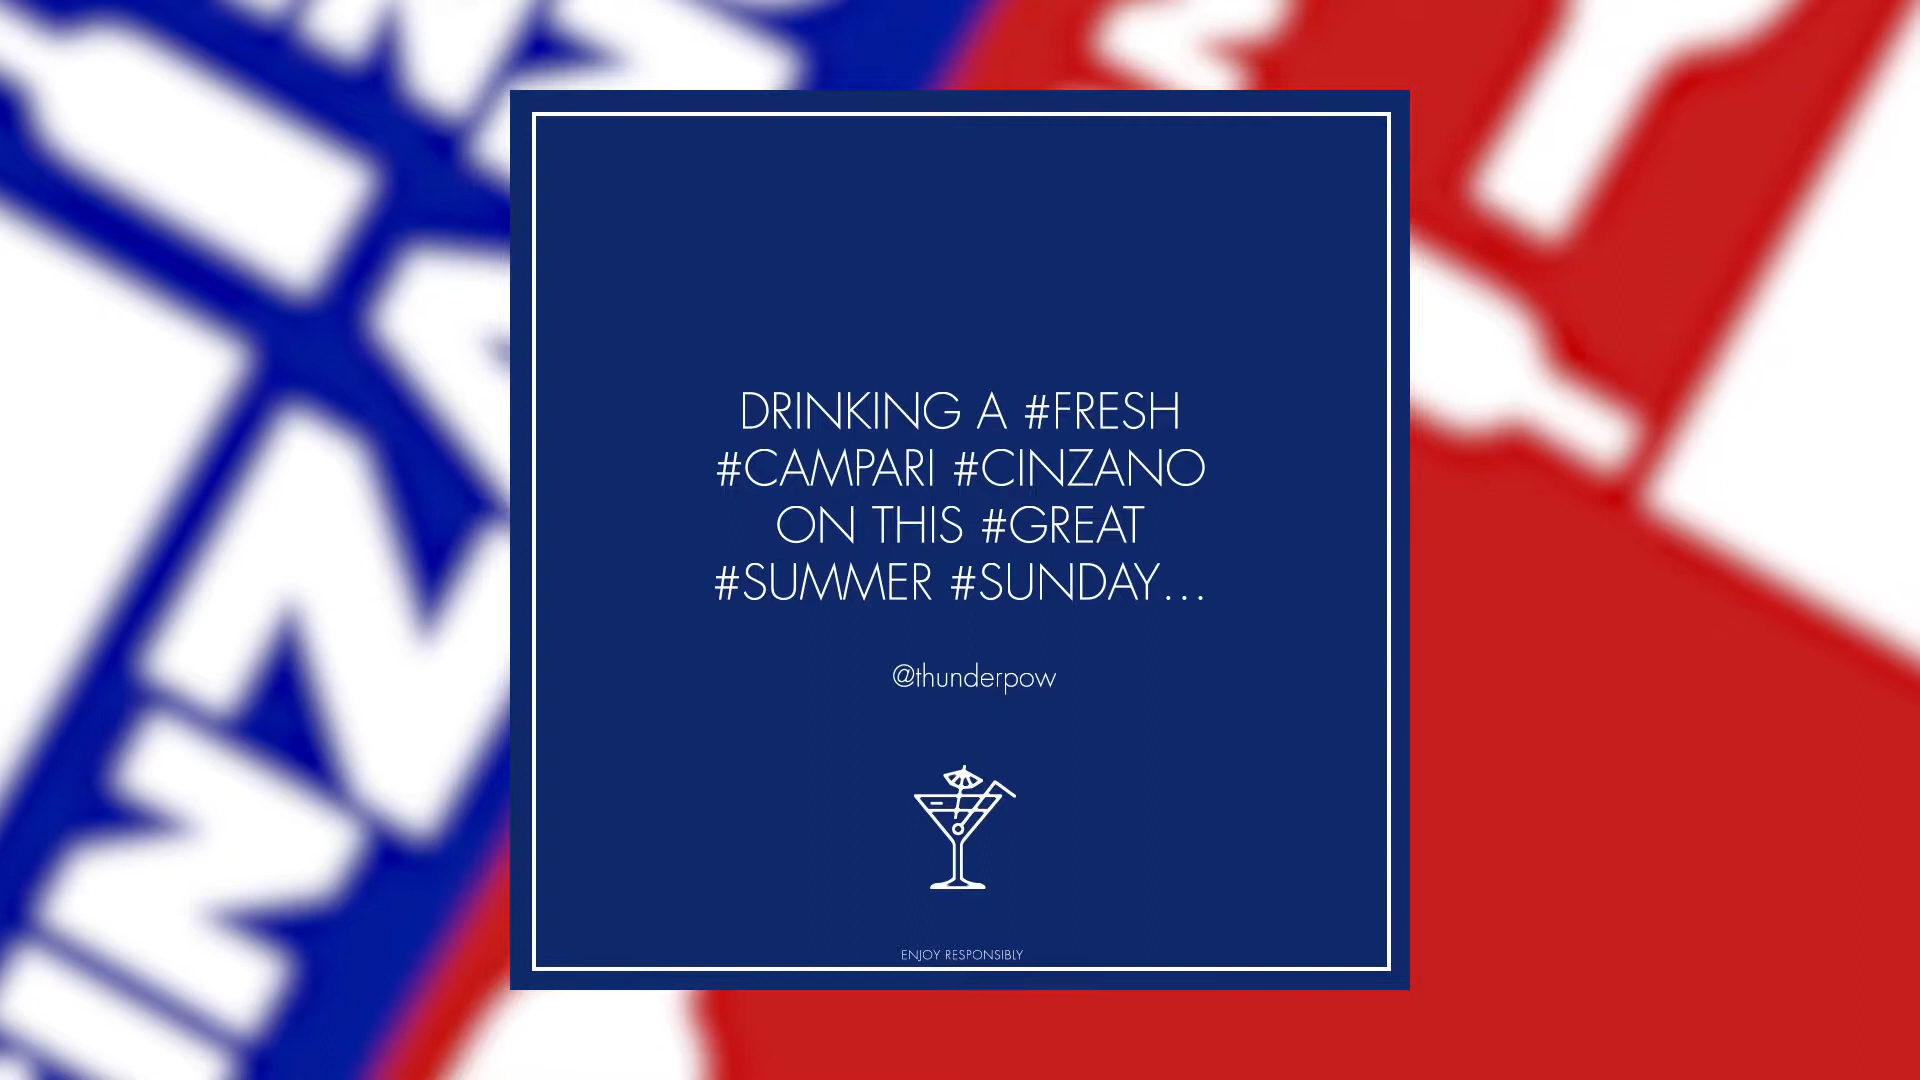 DRINKING A #FRESH
#CAMPARI #CINZANO
ON THIS #GREAT
#SUMMER #SUNDAY...
@thunderpow
ENJOY RESPONSIBLY